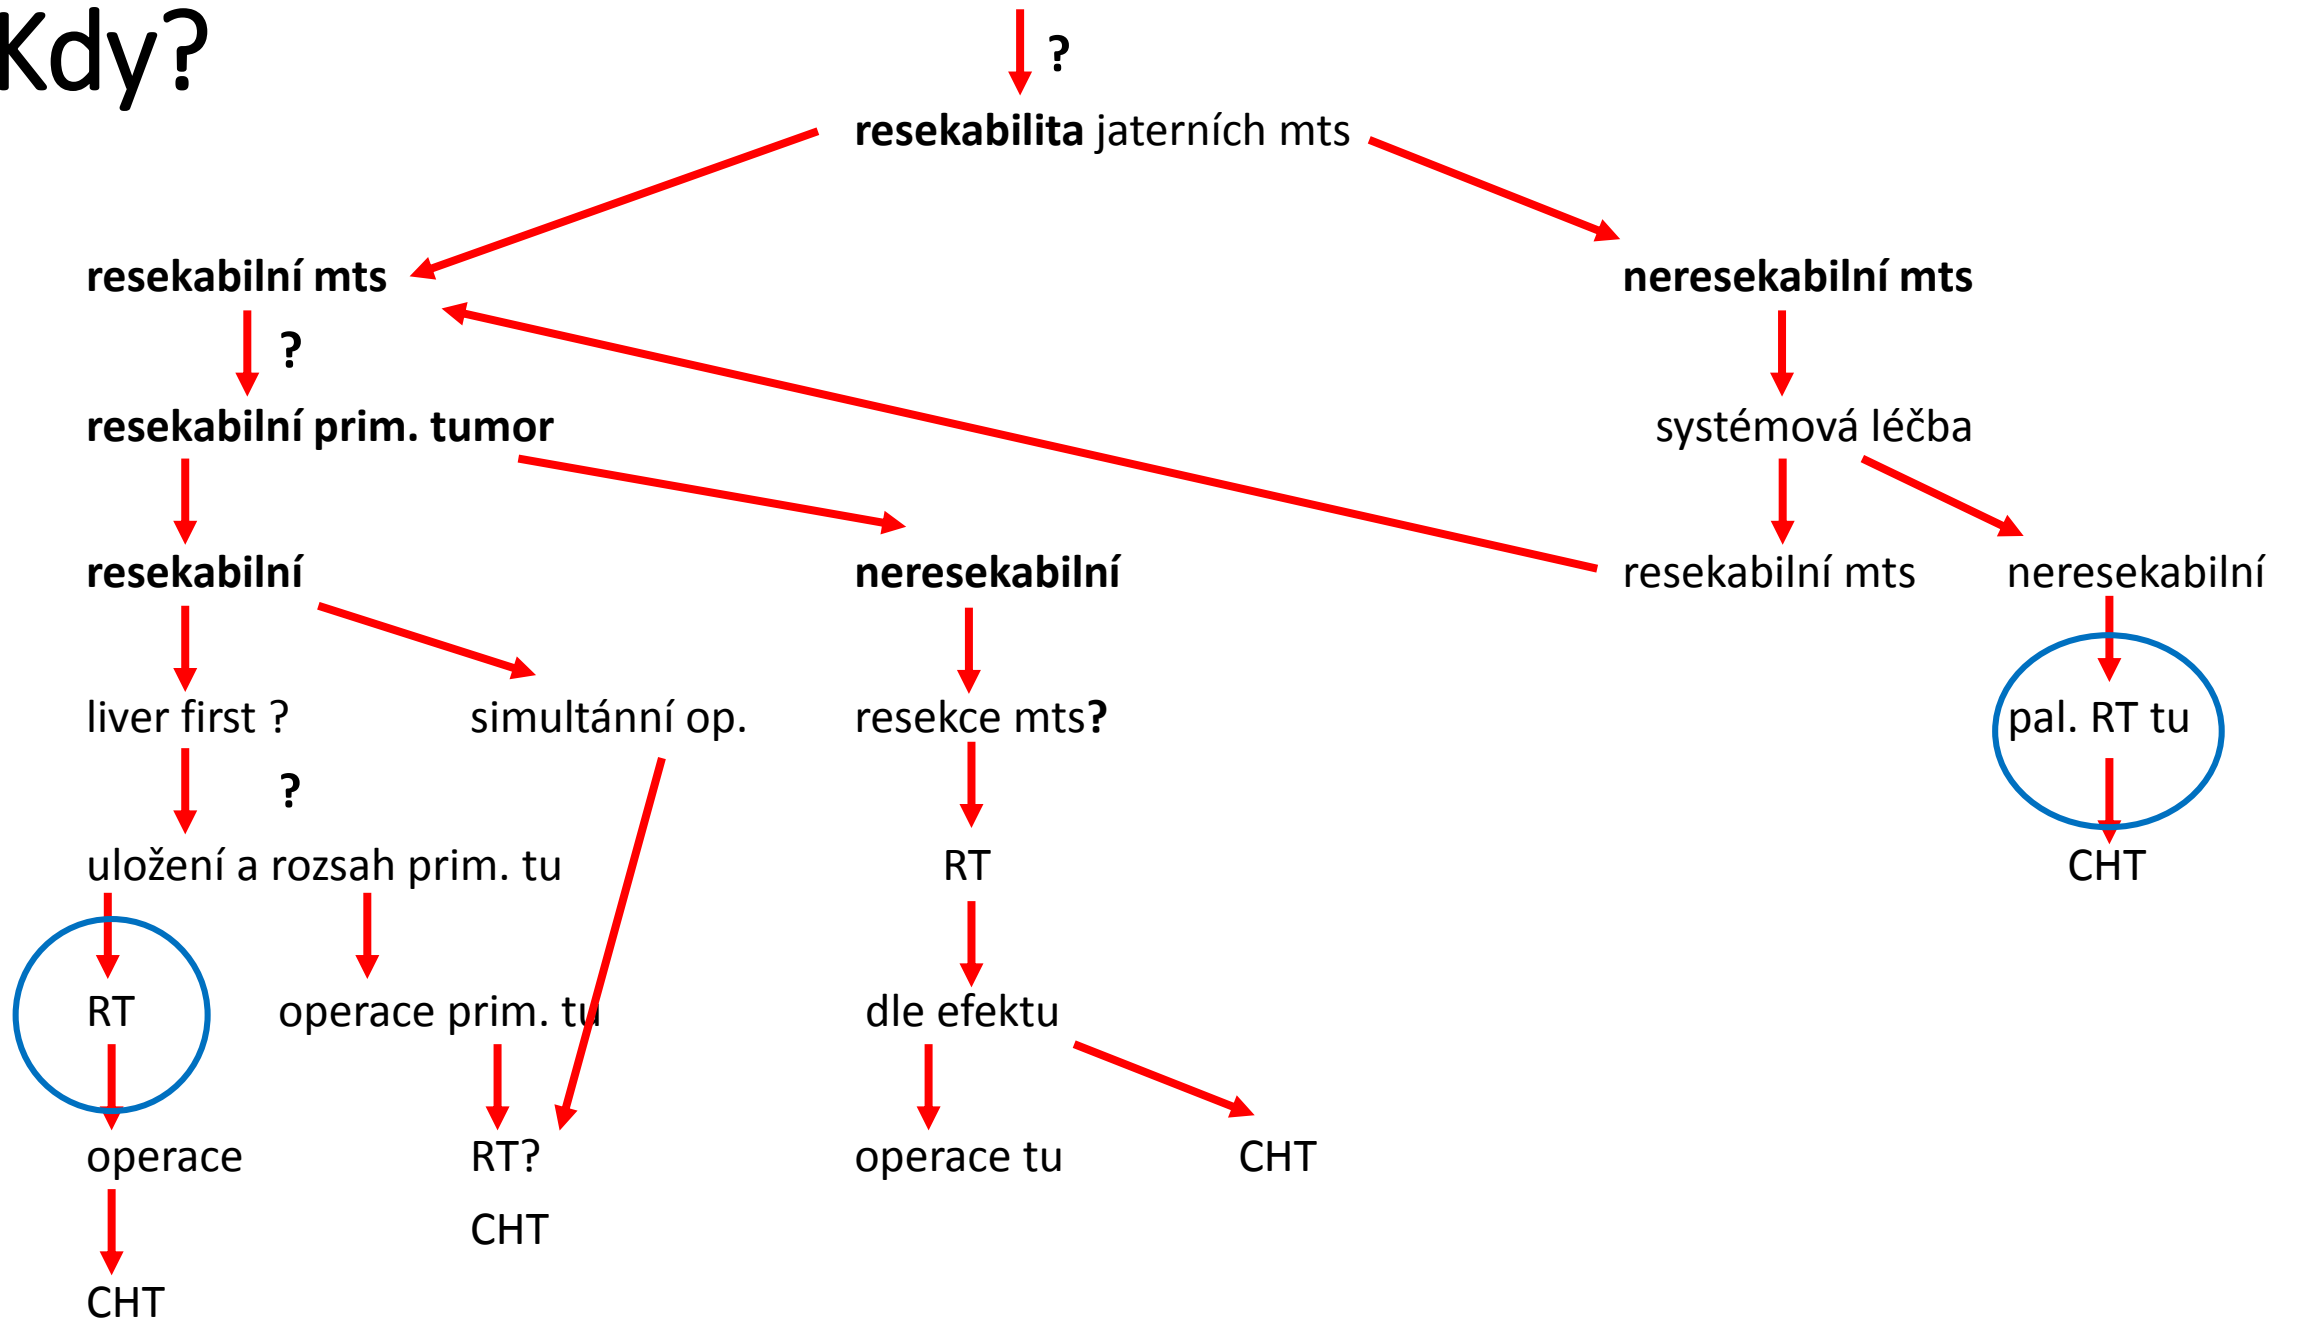 Kdy?
?
resekabilita jaterních mts
resekabilní mts
neresekabilní mts
?
resekabilní prim. tumor
systémová léčba
resekabilní
neresekabilní
resekabilní mts
neresekabilní
liver first ?
simultánní op.
resekce mts?
pal. RT tu
?
uložení a rozsah prim. tu
RT
CHT
RT
operace prim. tu
dle efektu
operace
RT?
operace tu
CHT
CHT
CHT